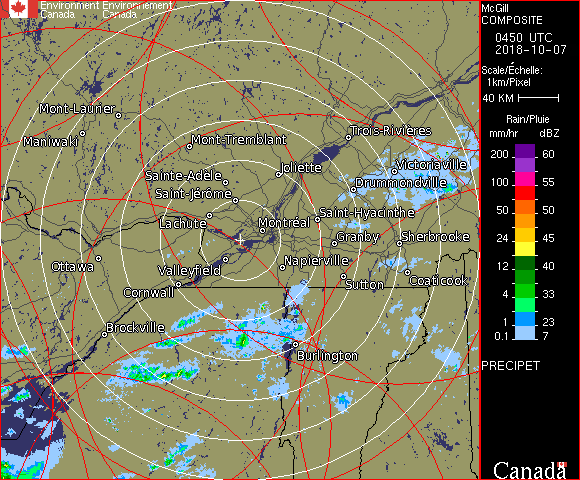 Environment Environnement
Canada Canada
McGill
COMPOSITE
0450 UTC
2018-10-07
Scale/Échelle:
1km/Pixel
40 KM
Rain/Pluie
mm/hr dBZ
200 60
100 55
50 50
24 45
12 40
4 33
1 23
0.1 7
PRECIPET
Canada
Mont-Laurier
Maniwaki
Mont-Tremblant
Trois-Rivières
Sainte-Adèle
Joliette
Victoriaville
Saint-Jérôme
Drummondville
Lachute
Montréal
Saint-Hyacinthe
Granby
Sherbrooke
Ottawa
Valleyfield
Napierville
Cornwall
Sutton
Coaticook
Brockville
Burlington